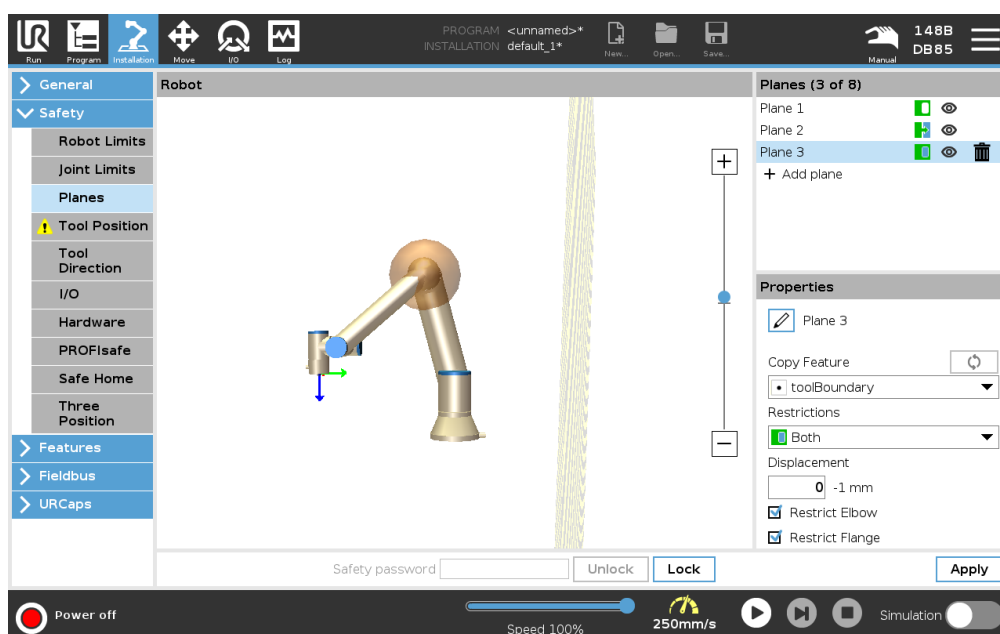 PROGRAM <unnamed>*
INSTALLATION default_1*
UR
Run
Program
Installation
Move
I/O
Log
New...
Open...
Save...
Manual
148B
DB85
General
Safety
Robot Limits
Joint Limits
Planes
Tool Position
Tool
Direction
I/O
Hardware
PROFIsafe
Safe Home
Three
Position
Features
Fieldbus
URCaps
Robot
Planes (3 of 8)
Plane 1
Plane 2
Plane 3
+ Add plane
Properties
Plane 3
Copy Feature
toolBoundary
Restrictions
Both
Displacement
0 -1 mm
Restrict Elbow
Restrict Flange
Safety password
Unlock
Lock
Apply
Power off
Speed 100%
250mm/s
Simulation